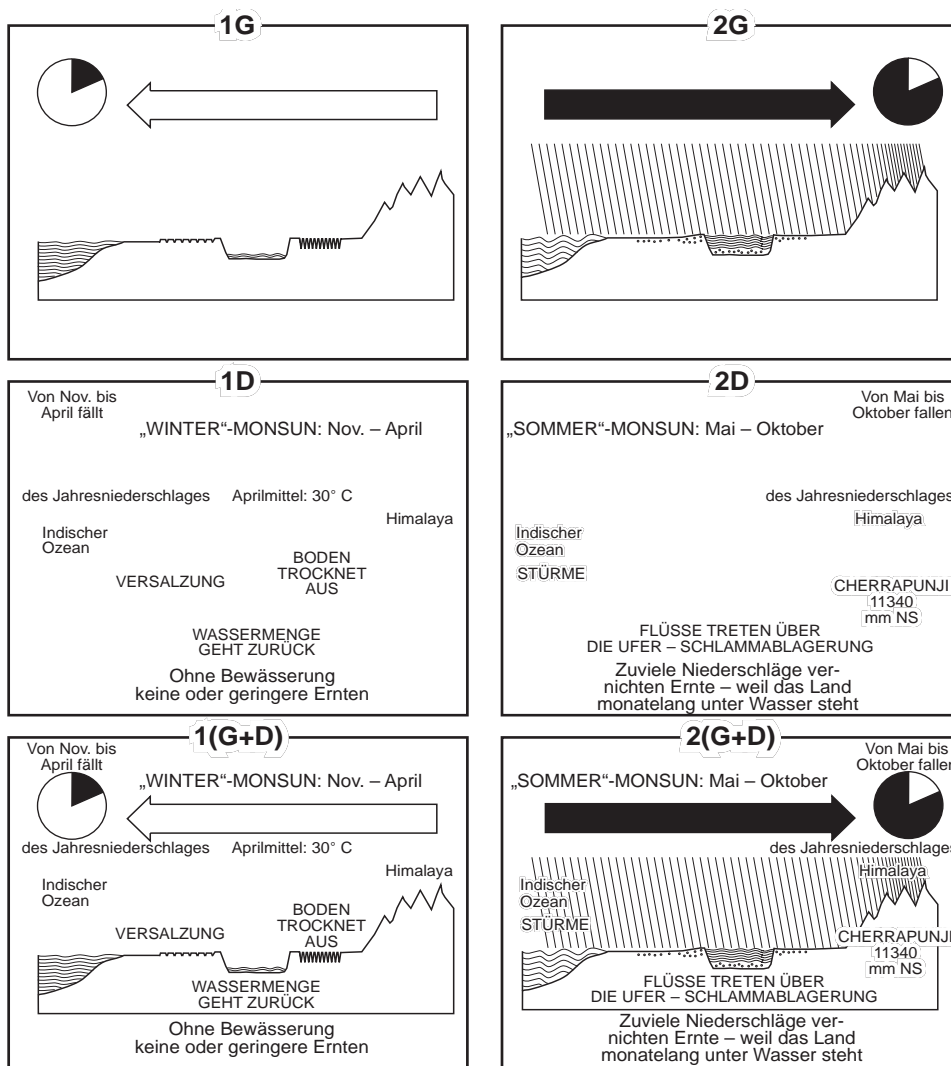 1G
2G
1D
Von Nov. bis
April fällt
„WINTER“-MONSUN: Nov. – April
des Jahresniederschlages Aprilmittel: 30° C
Himalaya
Indischer
Ozean
BODEN
TROCKNET
AUS
VERSALZUNG
WASSERMENGE
GEHT ZURÜCK
Ohne Bewässerung
keine oder geringere Ernten
2D
Von Mai bis
Oktober fallen
„SOMMER“-MONSUN: Mai – Oktober
des Jahresniederschlages
Himalaya
Indischer
Ozean
STÜRME
CHERRAPUNJI
11340
mm NS
FLÜSSE TRETEN ÜBER
DIE UFER – SCHLAMMABLAGERUNG
Zuviele Niederschläge ver-
nichten Ernte – weil das Land
monatelang unter Wasser steht
1(G+D)
Von Nov. bis
April fällt
„WINTER“-MONSUN: Nov. – April
des Jahresniederschlages Aprilmittel: 30° C
Himalaya
Indischer
Ozean
BODEN
TROCKNET
AUS
VERSALZUNG
WASSERMENGE
GEHT ZURÜCK
Ohne Bewässerung
keine oder geringere Ernten
2(G+D)
Von Mai bis
Oktober fallen
„SOMMER“-MONSUN: Mai – Oktober
des Jahresniederschlages
Himalaya
Indischer
Ozean
STÜRME
CHERRAPUNJI
11340
mm NS
FLÜSSE TRETEN ÜBER
DIE UFER – SCHLAMMABLAGERUNG
Zuviele Niederschläge ver-
nichten Ernte – weil das Land
monatelang unter Wasser steht